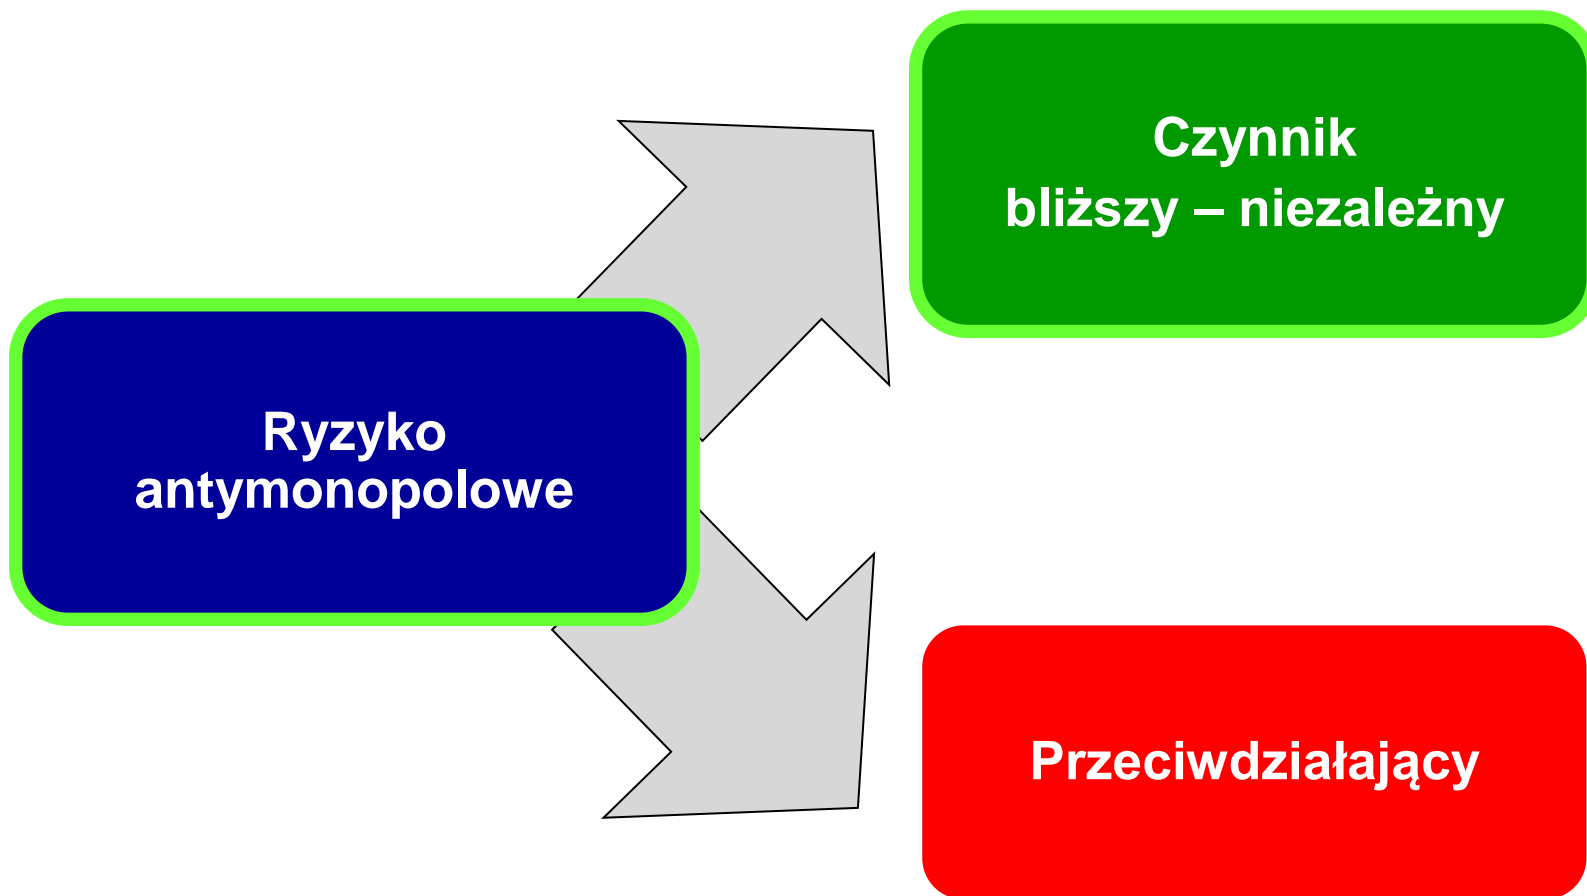 Czynnik
bliższy – niezależny
Ryzyko
antymonopolowe
Przeciwdziałający